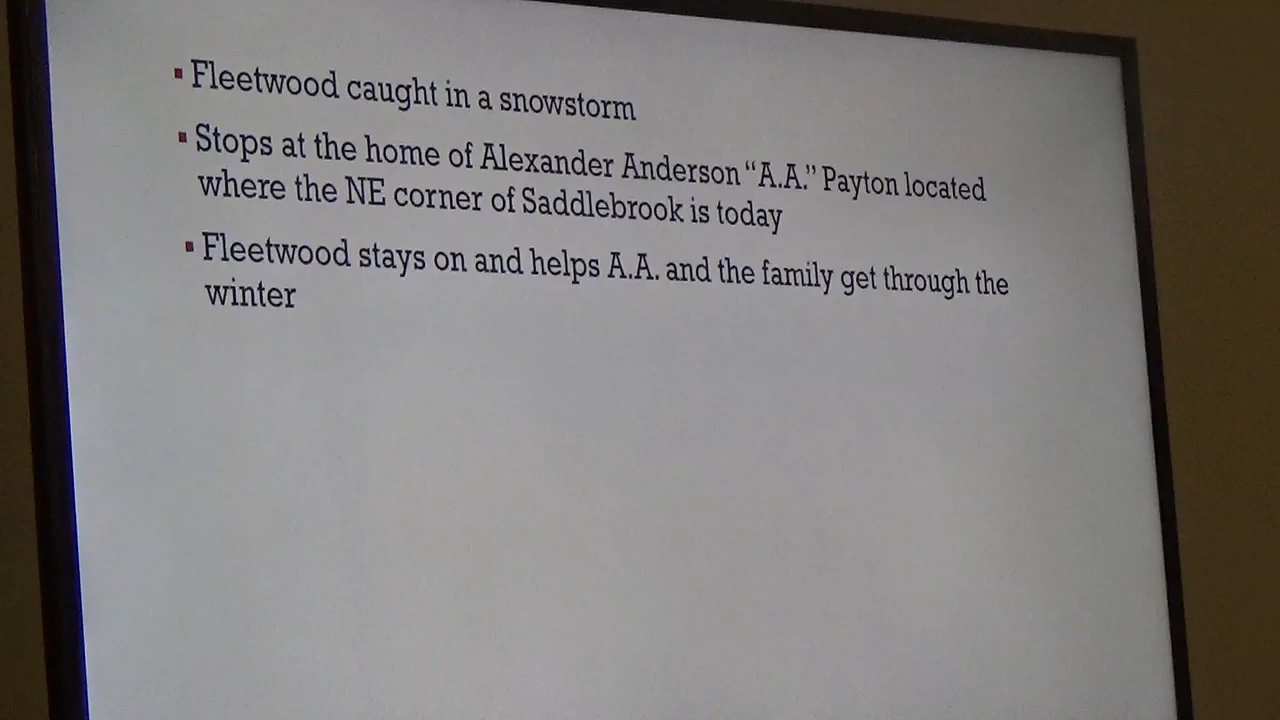 ▪ Fleetwood caught in a snowstorm
▪ Stops at the home of Alexander Anderson “A.A.” Payton located
where the NE corner of Saddlebrook is today
▪ Fleetwood stays on and helps A.A. and the family get through the
winter